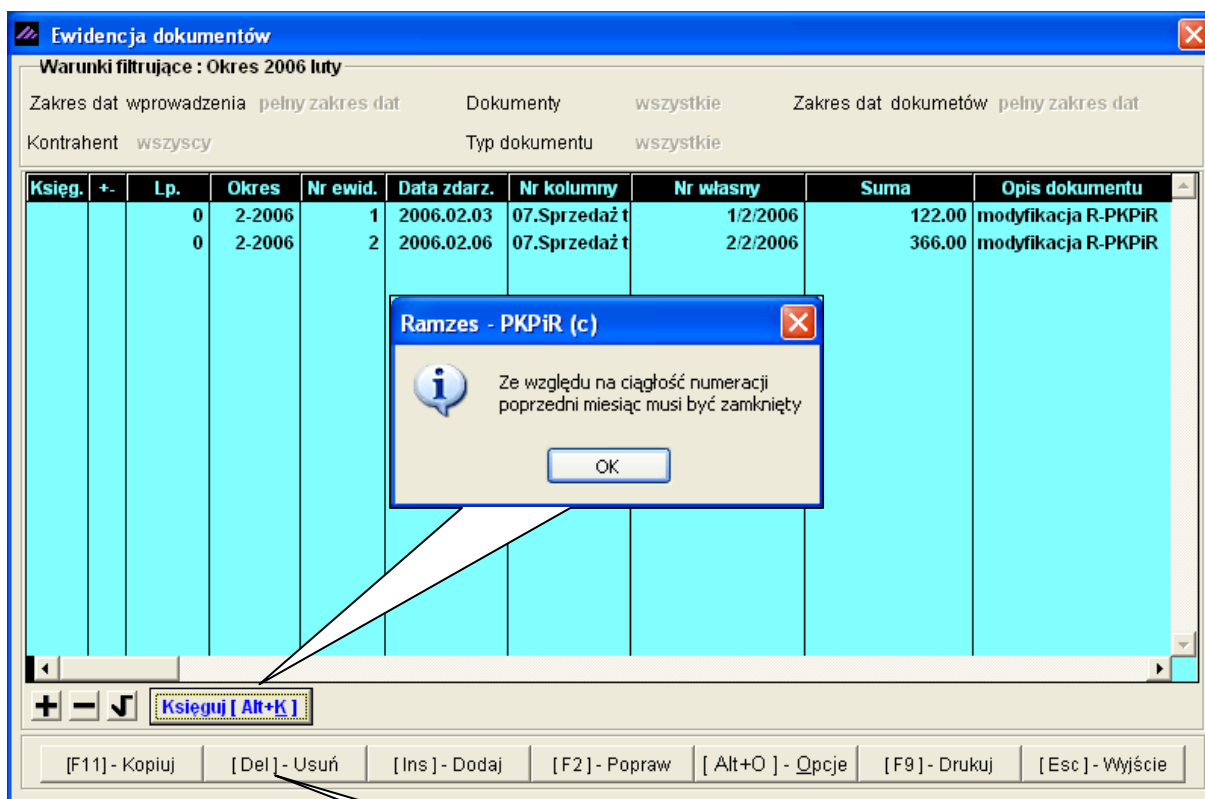 Ewidencja dokumentów
Warunki filtrujące : Okres 2006 luty
Zakres dat wprowadzenia pełny zakres dat Dokumenty wszystkie Zakres dat dokumetów pełny zakres dat
Kontrahent wszyscy Typ dokumentu wszystkie
Księg. +- Lp. Okres Nr ewid. Data zdarz. Nr kolumny Nr własny Suma Opis dokumentu
0 2-2006 1 2006.02.03 07.Sprzedaż t 1/2/2006 122.00 modyfikacja R-PKPiR
0 2-2006 2 2006.02.06 07.Sprzedaż t 2/2/2006 366.00 modyfikacja R-PKPiR
Ramzes - PKPiR (c)
Ze względu na ciągłość numeracji
poprzedni miesiąc musi być zamknięty
OK
Księguj [ Alt+K ]
[F11] - Kopiuj [ Del ] - Usuń [ Ins ] - Dodaj [ F2 ] - Popraw [ Alt+O ] - Opcje [ F9 ] - Drukuj [ Esc ] - Wyjście